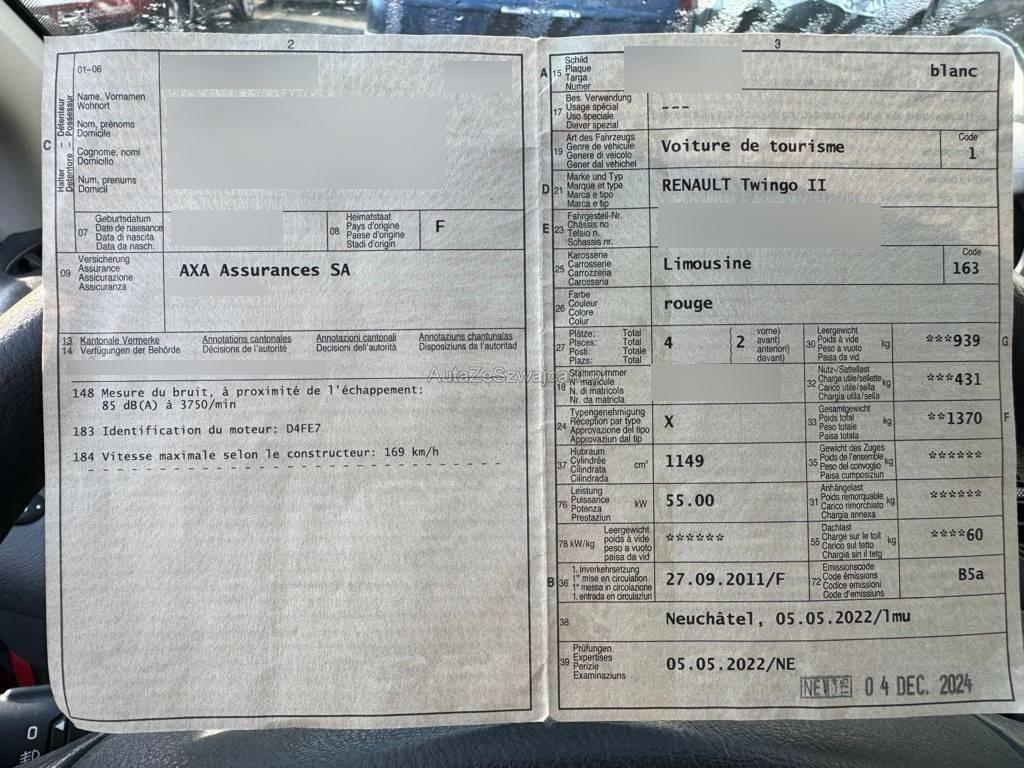 2
01-06
Name, Vornamen
Wohnort
Nom, prénoms
Domicile
Cognome, nomi
Domicilio
Num, prenums
Domicil
C
Halter - Détenteur
Detentore - Possessur
07
Geburtsdatum
Date de naissance
Data di nascita
Data da nasch.
08
Heimatstaat
Pays d'origine
Paese d'origine
Stadi d'origin
F
09
Versicherung
Assurance
Assicurazione
Assicuranza
AXA Assurances SA
13 Kantonale Vermerke Annotations cantonales Annotazioni cantonali Annotaziuns chantunalas
14 Verfügungen der Behörde Décisions de l'autorité Decisioni dell'autorità Disposiziuns da l'autoritad
148 Mesure du bruit, à proximité de l'échappement:
85 dB(A) à 3750/min
183 Identification du moteur: D4FE7
184 Vitesse maximale selon le constructeur: 169 km/h
3
A 15
Schild
Plaque
Targa
Numer
blanc
17
Bes. Verwendung
Usage spécial
Uso speciale
Diever spezial
---
19
Art des Fahrzeugs
Genre de véhicule
Genere di veicolo
Gener dal vehichel
Voiture de tourisme
Code
1
D 21
Marke und Typ
Marque et type
Marca e tipo
Marca e tip
RENAULT Twingo II
E 23
Fahrgestell-Nr.
Châssis no
Telaio n.
Schassis nr.
25
Karosserie
Carrosserie
Carrozzeria
Carossaria
Limousine
Code
163
26
Farbe
Couleur
Colore
Colur
rouge
27
Plätze: Total
Places: Total
Posti: Totale
Plazs: Total
4
{ 2
vorne)
avant)
anteriori)
davant)
30
Leergewicht
Poids à vide
Peso a vuoto
Paisa da vid
kg
***939
G
18
Stammnummer
N° matricule
N. di matricola
Nr. da matricla
32
Nutz-/Sattellast
Charge utile/sellette
Carico utile/sella
Chargia utila/sella
kg
***431
24
Typengenehmigung
Réception par type
Approvazione del tipo
Approvaziun dal tip
X
33
Gesamtgewicht
Poids total
Peso totale
Paisa totala
kg
**1370
F
37
Hubraum
Cylindrée
Cilindrata
Cilindrada
cm³
1149
35
Gewicht des Zuges
Poids de l'ensemble
Peso del convoglio
Paisa cumposiziun
kg
******
76
Leistung
Puissance
Potenza
Prestaziun
kW
55.00
31
Anhängelast
Poids remorquable
Carico rimorchiabile
Chargia annexa
kg
******
78 kW/kg
Leergewicht
poids à vide
peso a vuoto
paisa da vid
******
55
Dachlast
Charge sur le toit
Carico sul tetto
Chargia sin il tetg
kg
****60
B 36
1. Inverkehrsetzung
1re mise en circulation
1a messa in circolazione
1. entrada en circulaziun
27.09.2011/F
72
Emissionscode
Code émissions
Codice emissioni
Code d'emissiuns
B5a
38
Neuchâtel, 05.05.2022/lmu
39
Prüfungen
Expertises
Perizie
Examinaziuns
05.05.2022/NE
04 DEC. 2024
0